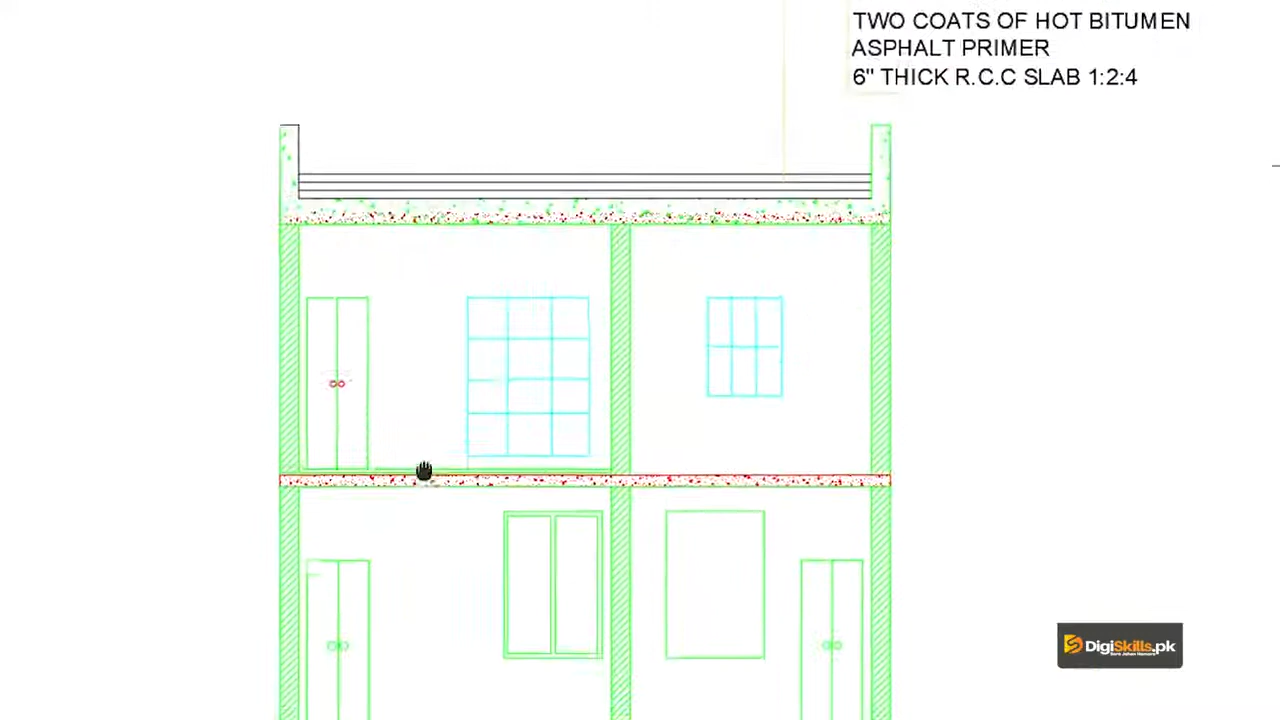 TWO COATS OF HOT BITUMEN
ASPHALT PRIMER
6" THICK R.C.C SLAB 1:2:4
DigiSkills.pk